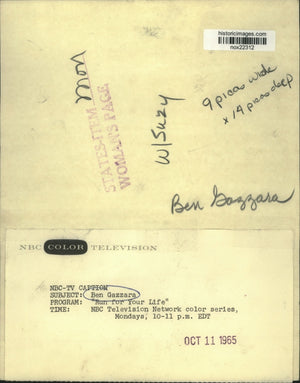 historicimages.com
nox22312
mon
STATES-ITEM
WOMAN'S PAGE
W/Suzy
9 picas wide
x 19 picas deep
Ben Gazzara
NBC COLOR TELEVISION
NBC-TV CAPTION
SUBJECT: Ben Gazzara
PROGRAM: "Run for Your Life"
TIME: NBC Television Network color series,
Mondays, 10-11 p.m. EDT
OCT 11 1965